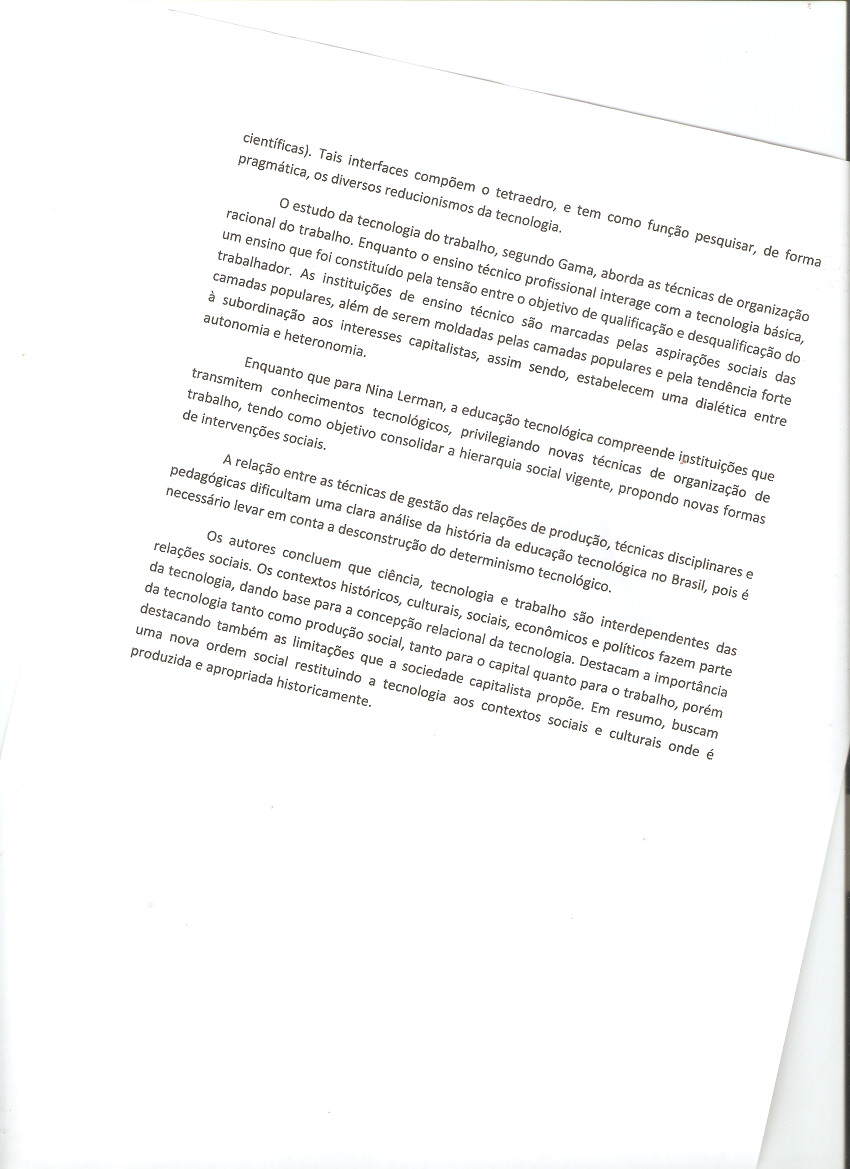 científicas). Tais interfaces compõem o tetraedro, e tem como função pesquisar, de forma
pragmática, os diversos reducionismos da tecnologia.
O estudo da tecnologia do trabalho, segundo Gama, aborda as técnicas de organização
racional do trabalho. Enquanto o ensino técnico profissional interage com a tecnologia básica,
um ensino que foi constituído pela tensão entre o objetivo de qualificação e desqualificação do
trabalhador. As instituições de ensino técnico são marcadas pelas aspirações sociais das
camadas populares, além de serem moldadas pelas camadas populares e pela tendência forte
à subordinação aos interesses capitalistas, assim sendo, estabelecem uma dialética entre
autonomia e heteronomia.
Enquanto que para Nina Lerman, a educação tecnológica compreende instituições que
transmitem conhecimentos tecnológicos, privilegiando novas técnicas de organização de
trabalho, tendo como objetivo consolidar a hierarquia social vigente, propondo novas formas
de intervenções sociais.
A relação entre as técnicas de gestão das relações de produção, técnicas disciplinares e
pedagógicas dificultam uma clara análise da história da educação tecnológica no Brasil, pois é
necessário levar em conta a desconstrução do determinismo tecnológico.
Os autores concluem que ciência, tecnologia e trabalho são interdependentes das
relações sociais. Os contextos históricos, culturais, sociais, econômicos e políticos fazem parte
da tecnologia, dando base para a concepção relacional da tecnologia. Destacam a importância
da tecnologia tanto como produção social, tanto para o capital quanto para o trabalho, porém
destacando também as limitações que a sociedade capitalista propõe. Em resumo, buscam
uma nova ordem social restituindo a tecnologia aos contextos sociais e culturais onde é
produzida e apropriada historicamente.